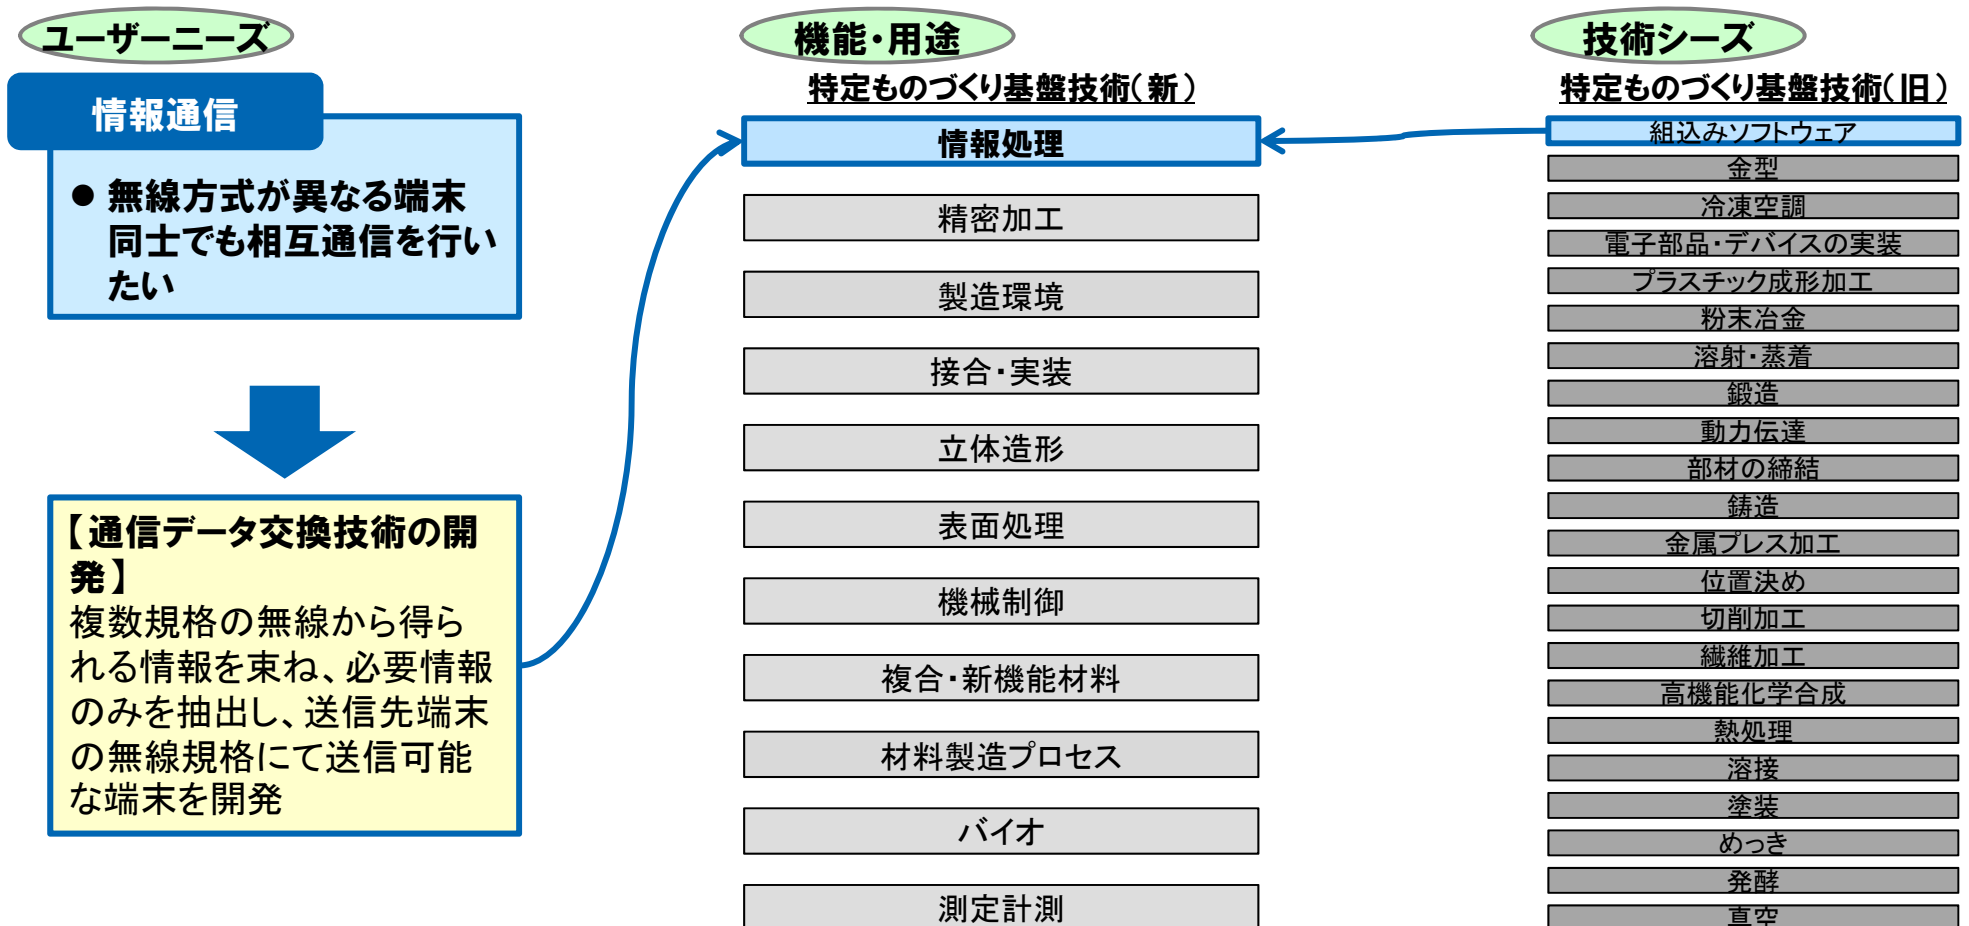 ユーザーニーズ
情報通信
● 無線方式が異なる端末
同士でも相互通信を行い
たい
【通信データ交換技術の開
発】
複数規格の無線から得ら
れる情報を束ね、必要情報
のみを抽出し、送信先端末
の無線規格にて送信可能
な端末を開発
機能・用途
特定ものづくり基盤技術(新)
情報処理
精密加工
製造環境
接合・実装
立体造形
表面処理
機械制御
複合・新機能材料
材料製造プロセス
バイオ
測定計測
技術シーズ
特定ものづくり基盤技術(旧)
組込みソフトウェア
金型
冷凍空調
電子部品・デバイスの実装
プラスチック成形加工
粉末冶金
溶射・蒸着
鍛造
動力伝達
部材の締結
鋳造
金属プレス加工
位置決め
切削加工
繊維加工
高機能化学合成
熱処理
溶接
塗装
めっき
発酵
真空